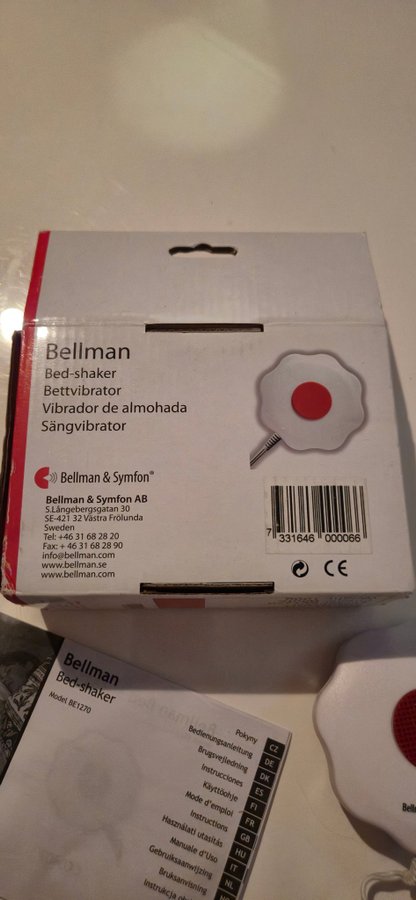 Bellman
Bed-shaker
Bettvibrator
Vibrador de almohada
Sängvibrator
Bellman & Symfon®
Bellman & Symfon AB
S.Långebergsgatan 30
SE-421 32 Västra Frölunda
Sweden
Tel: +46 31 68 28 20
Fax: + 46 31 68 28 90
info@bellman.com
www.bellman.se
www.bellman.com
7 331646 000066
CE
Bellman
Bed-shaker
Model BE1270
Pokyny CZ
Bedienungsanleitung DE
Brugsvejledning DK
Instrucciones ES
Käyttöohje FI
Mode d'emploi FR
Instructions GB
Használati utasítás HU
Manuale d'Uso IT
Gebruiksaanwijzing NL
Bruksanvisning
Instrukcja